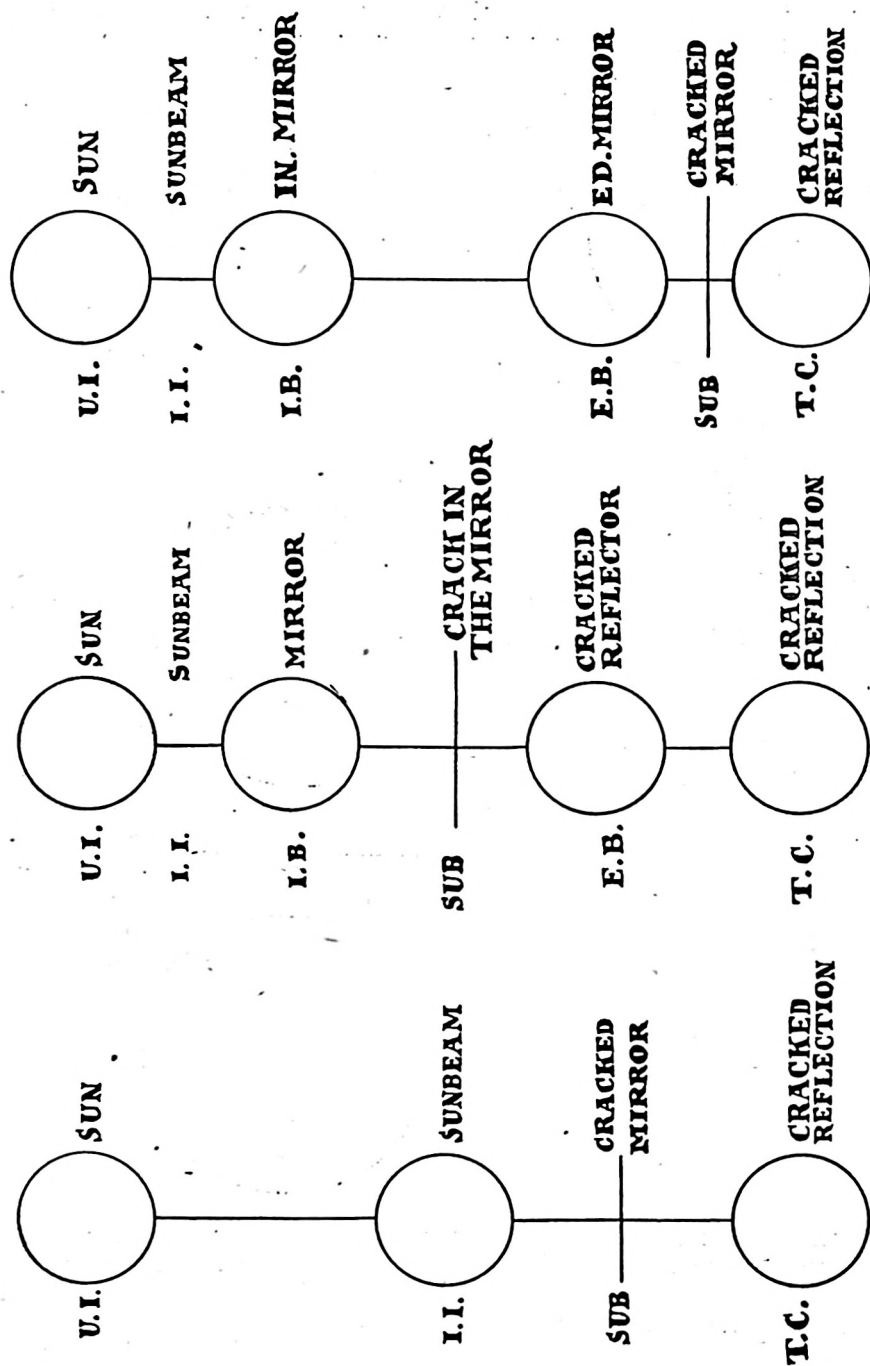 U.I.
SUN
I.I.
SUNBEAM
SUB
CRACKED
MIRROR
T.C.
CRACKED
REFLECTION
U.I.
SUN
I.I.
SUNBEAM
I.B.
MIRROR
SUB
CRACK IN
THE MIRROR
E.B.
CRACKED
REFLECTOR
T.C.
CRACKED
REFLECTION
U.I.
SUN
I.I.
SUNBEAM
I.B.
IN. MIRROR
E.B.
ED. MIRROR
SUB
CRACKED
MIRROR
T.C.
CRACKED
REFLECTION